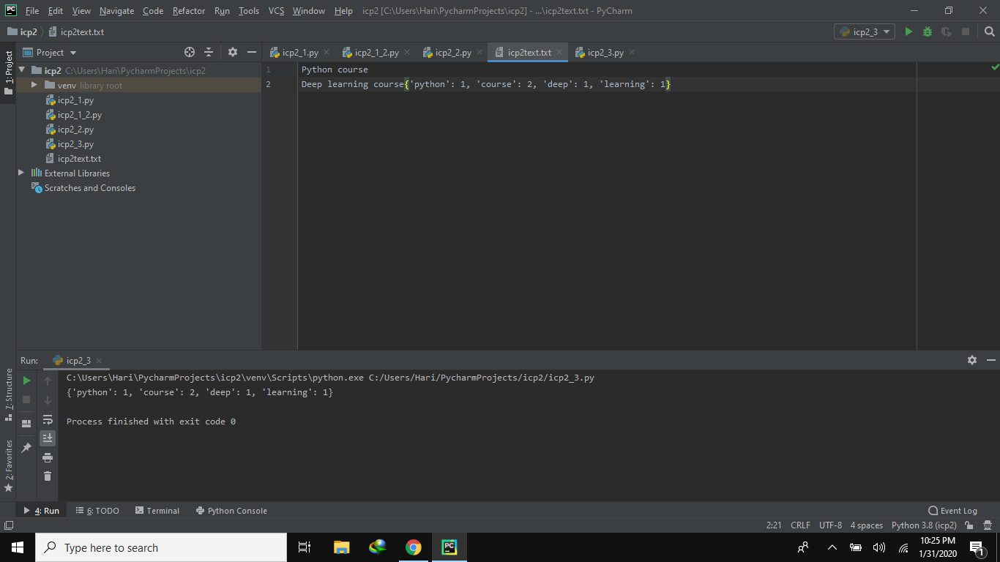 PC File Edit View Navigate Code Refactor Run Tools VCS Window Help icp2 [C:\Users\Hari\PycharmProjects\icp2] - ...\icp2text.txt - PyCharm
icp2 icp2text.txt icp2_3
Project icp2_1.py icp2_1_2.py icp2_2.py icp2text.txt icp2_3.py
1: Project
icp2 C:\Users\Hari\PycharmProjects\icp2
venv library root
icp2_1.py
icp2_1_2.py
icp2_2.py
icp2_3.py
icp2text.txt
External Libraries
Scratches and Consoles
1 Python course
2 Deep learning course{'python': 1, 'course': 2, 'deep': 1, 'learning': 1}
Run: icp2_3
7: Structure
2: Favorites
C:\Users\Hari\PycharmProjects\icp2\venv\Scripts\python.exe C:/Users/Hari/PycharmProjects/icp2/icp2_3.py
{'python': 1, 'course': 2, 'deep': 1, 'learning': 1}
Process finished with exit code 0
4: Run 6: TODO Terminal Python Console Event Log
2:21 CRLF UTF-8 4 spaces Python 3.8 (icp2)
Type here to search PC 10:25 PM
1/31/2020 1